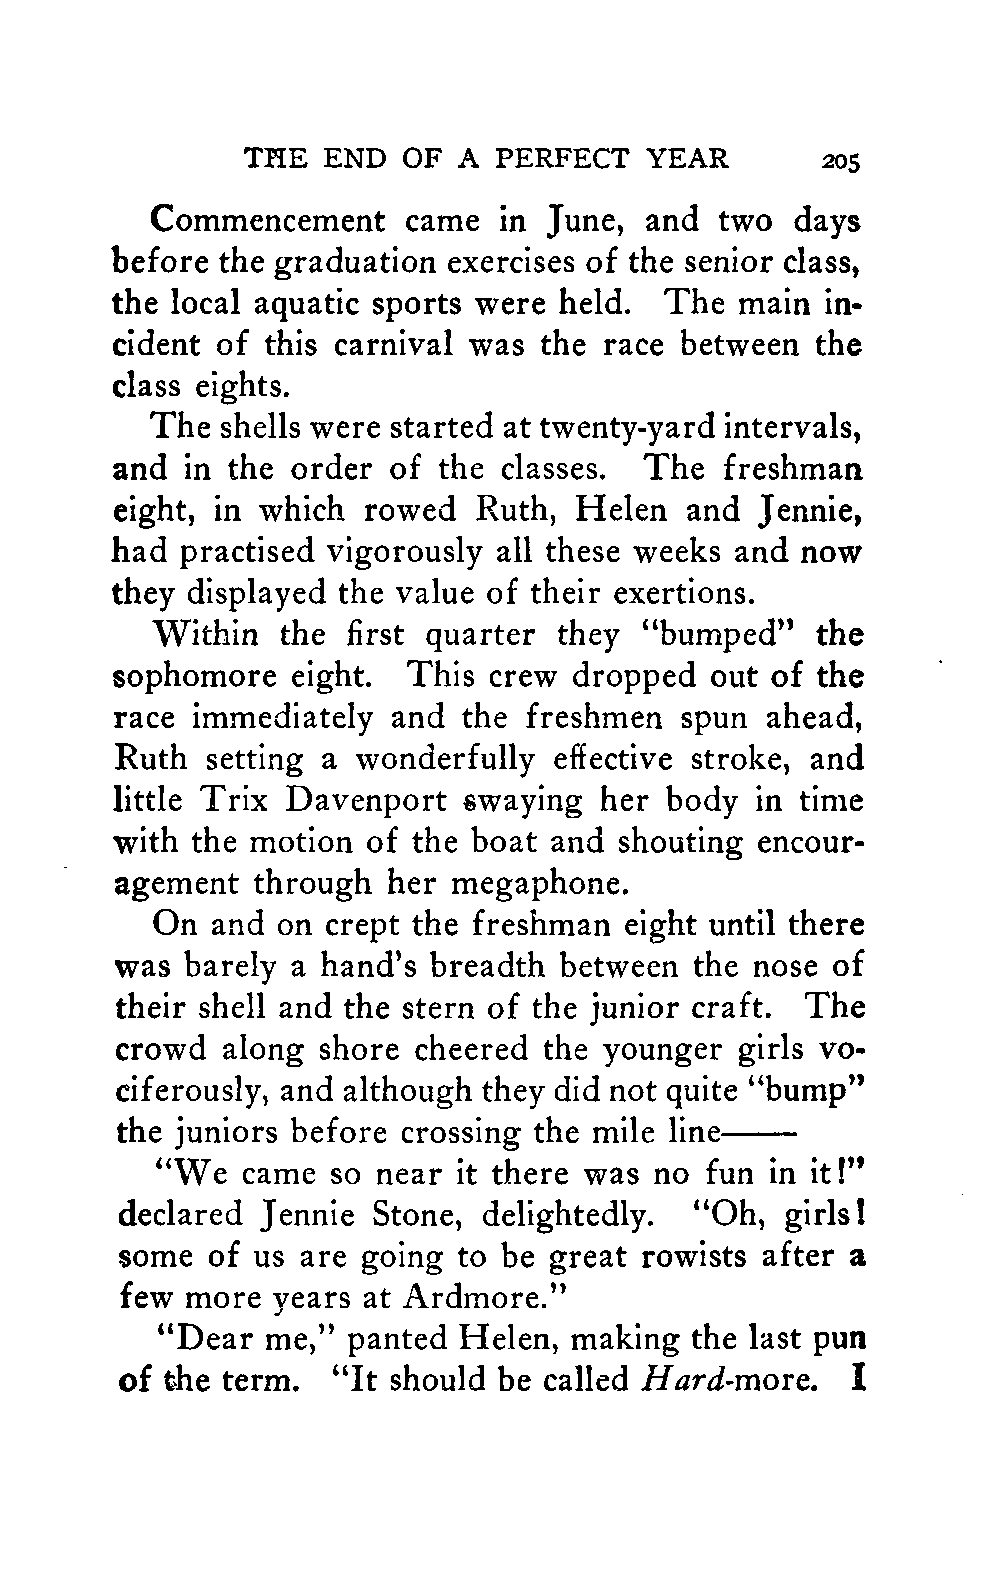 THE END OF A PERFECT YEAR 205
Commencement came in June, and two days
before the graduation exercises of the senior class,
the local aquatic sports were held. The main in-
cident of this carnival was the race between the
class eights.
The shells were started at twenty-yard intervals,
and in the order of the classes. The freshman
eight, in which rowed Ruth, Helen and Jennie,
had practised vigorously all these weeks and now
they displayed the value of their exertions.
Within the first quarter they “bumped” the
sophomore eight. This crew dropped out of the
race immediately and the freshmen spun ahead,
Ruth setting a wonderfully effective stroke, and
little Trix Davenport swaying her body in time
with the motion of the boat and shouting encour-
agement through her megaphone.
On and on crept the freshman eight until there
was barely a hand’s breadth between the nose of
their shell and the stern of the junior craft. The
crowd along shore cheered the younger girls vo-
ciferously, and although they did not quite “bump”
the juniors before crossing the mile line——
“We came so near it there was no fun in it!”
declared Jennie Stone, delightedly. “Oh, girls!
some of us are going to be great rowists after a
few more years at Ardmore.”
“Dear me,” panted Helen, making the last pun
of the term. “It should be called Hard-more. I